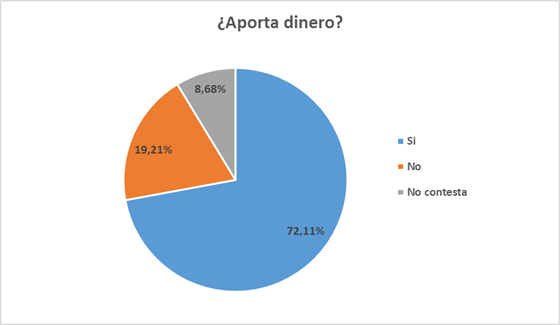 ¿Aporta dinero?
8,68%
19,21%
72,11%
Si
No
No contesta